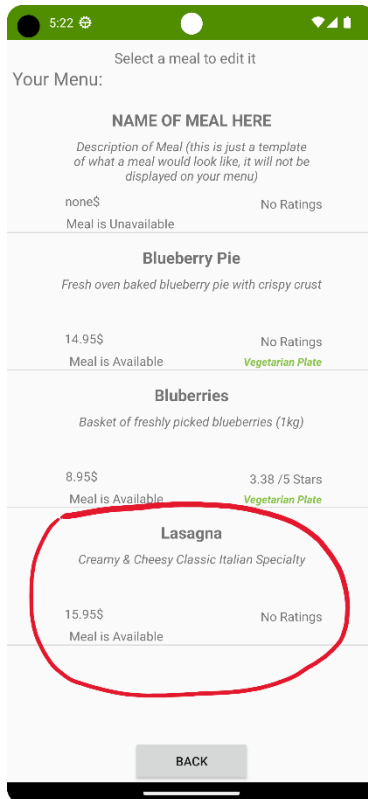 5:22
Select a meal to edit it
Your Menu:
NAME OF MEAL HERE
Description of Meal (this is just a template
of what a meal would look like, it will not be
displayed on your menu)
none$ No Ratings
Meal is Unavailable
Blueberry Pie
Fresh oven baked blueberry pie with crispy crust
14.95$ No Ratings
Meal is Available Vegetarian Plate
Bluberries
Basket of freshly picked blueberries (1kg)
8.95$ 3.38 /5 Stars
Meal is Available Vegetarian Plate
Lasagna
Creamy & Cheesy Classic Italian Specialty
15.95$ No Ratings
Meal is Available
BACK